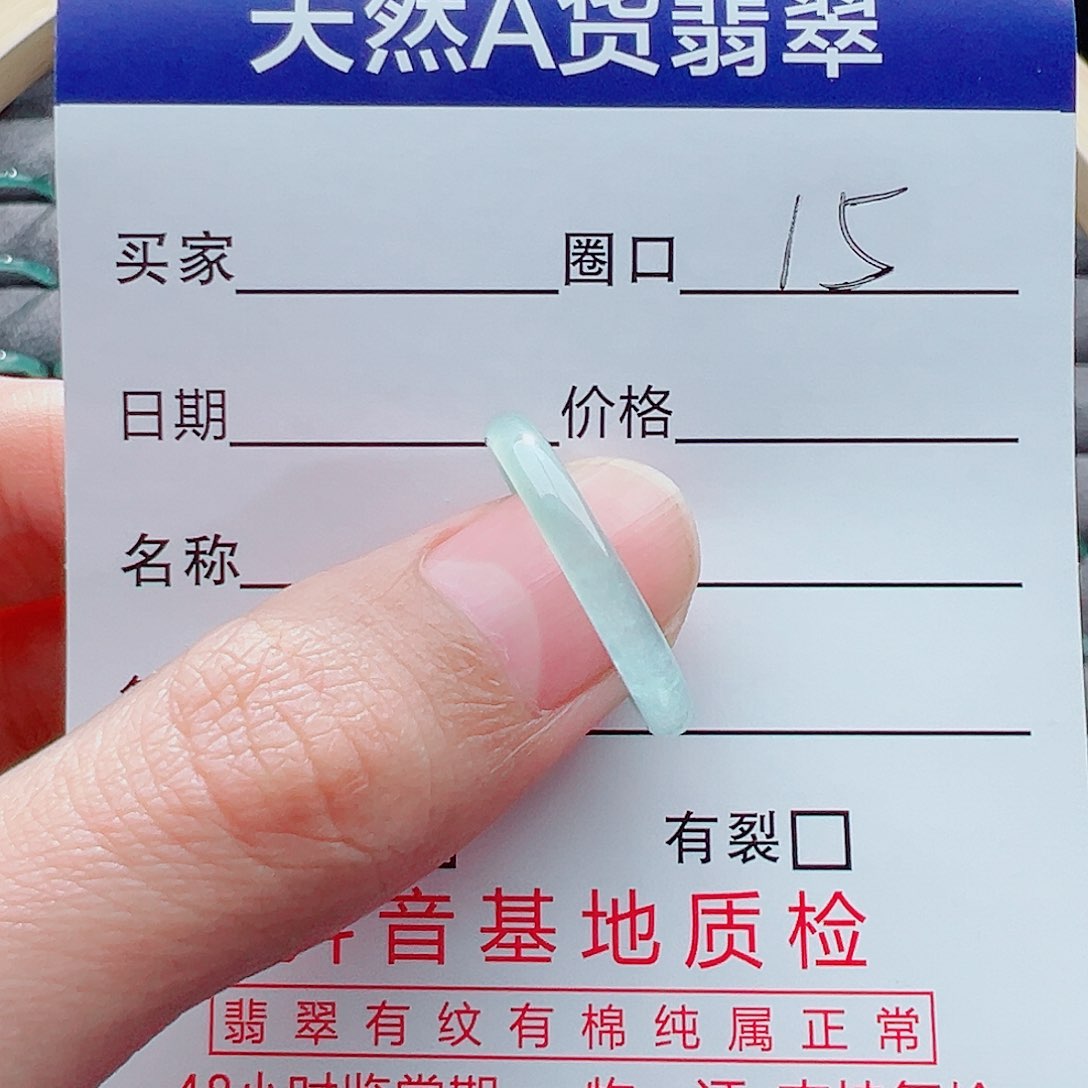 天然A货翡翠
买家 圈口 15
日期 价格
名称
有裂
音基地质检
翡翠有纹有棉纯属正常